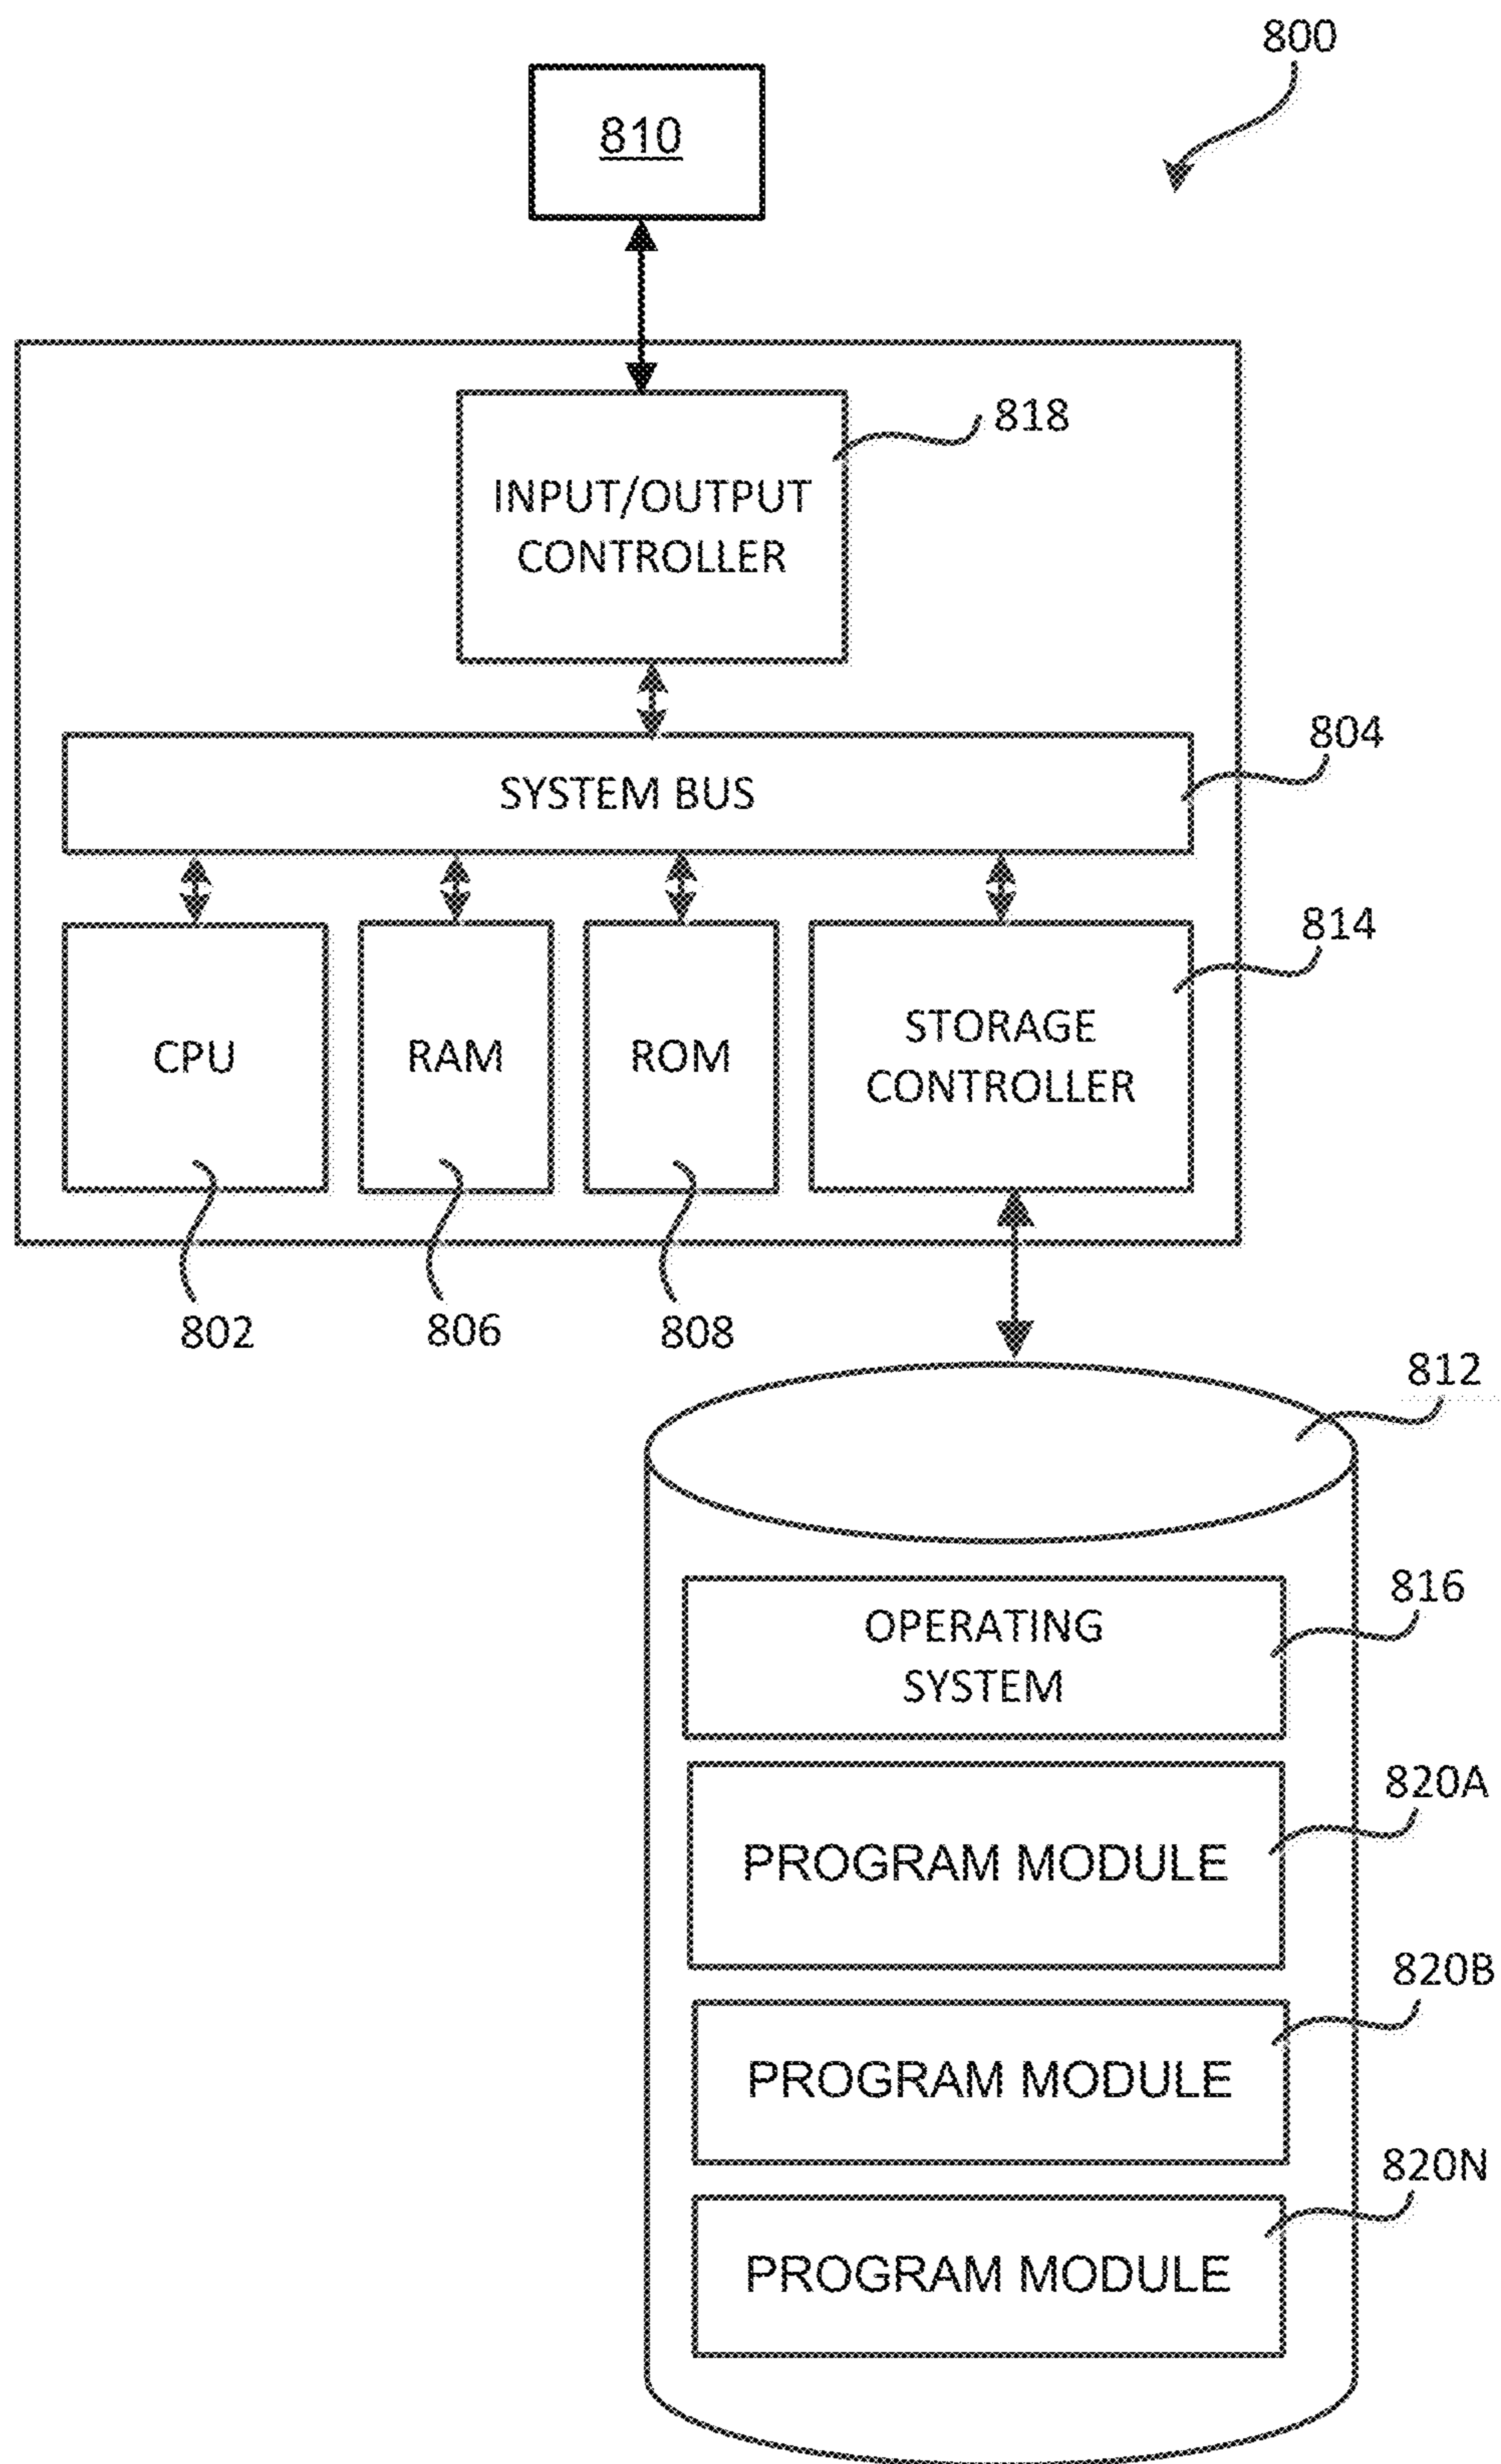 800
810
818
INPUT/OUTPUT
CONTROLLER
804
SYSTEM BUS
814
CPU
RAM
ROM
STORAGE
CONTROLLER
802
806
808
812
816
OPERATING
SYSTEM
820A
PROGRAM MODULE
820B
PROGRAM MODULE
820N
PROGRAM MODULE